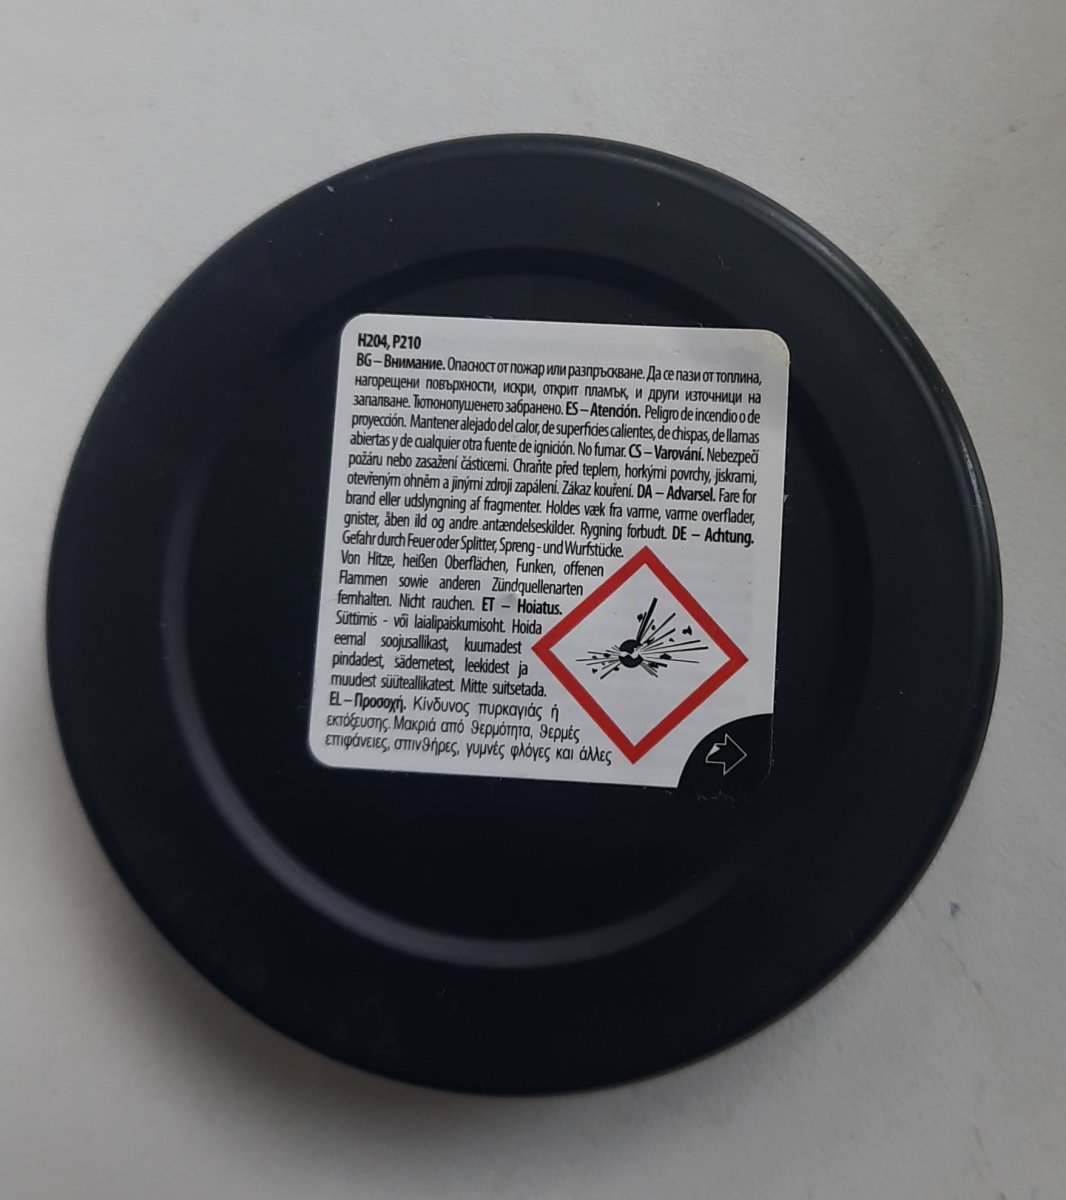 H204, P210
BG – Внимание. Опасност от пожар или разпръскване. Да се пази от топлина,
нагорещени повърхности, искри, открит пламък, и други източници на
запалване. Тютюнопушенето забранено. ES – Atención. Peligro de incendio o de
proyección. Mantener alejado del calor, de superficies calientes, de chispas, de llamas
abiertas y de cualquier otra fuente de ignición. No fumar. CS – Varování. Nebezpečí
požáru nebo zasažení částicemi. Chraňte před teplem, horkými povrchy, jiskrami,
otevřeným ohněm a jinými zdroji zapálení. Zákaz kouření. DA – Advarsel. Fare for
brand eller udslyngning af fragmenter. Holdes væk fra varme, varme overflader,
gnister, åben ild og andre antændelseskilder. Rygning forbudt. DE – Achtung.
Gefahr durch Feuer oder Splitter, Spreng- und Wurfstücke.
Von Hitze, heißen Oberflächen, Funken, offenen
Flammen sowie anderen Zündquellenarten
fernhalten. Nicht rauchen. ET – Hoiatus.
Süttimis - või laialipaiskumisoht. Hoida
eemal soojusallikast, kuumadest
pindadest, sädemetest, leekidest ja
muudest süüteallikatest. Mitte suitsetada.
EL – Προσοχή. Κίνδυνος πυρκαγιάς ή
εκτόξευσης. Μακριά από θερμότητα, θερμές
επιφάνειες, σπινθήρες, γυμνές φλόγες και άλλες